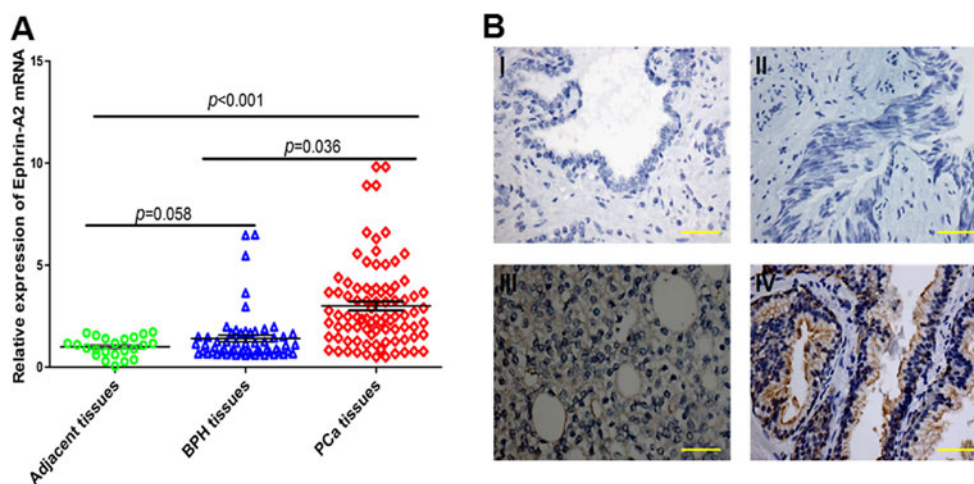 A
Relative expression of Ephrin-A2 mRNA
15
10
5
0
p<0.001
p=0.036
p=0.058
Adjacent tissues
BPH tissues
PCa tissues
B
I
II
III
IV